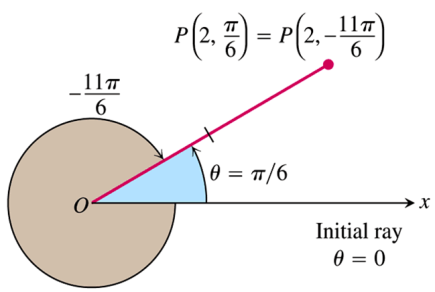 P(2, π/6) = P(2, −11π/6)
−11π/6
θ = π/6
O
x
Initial ray
θ = 0